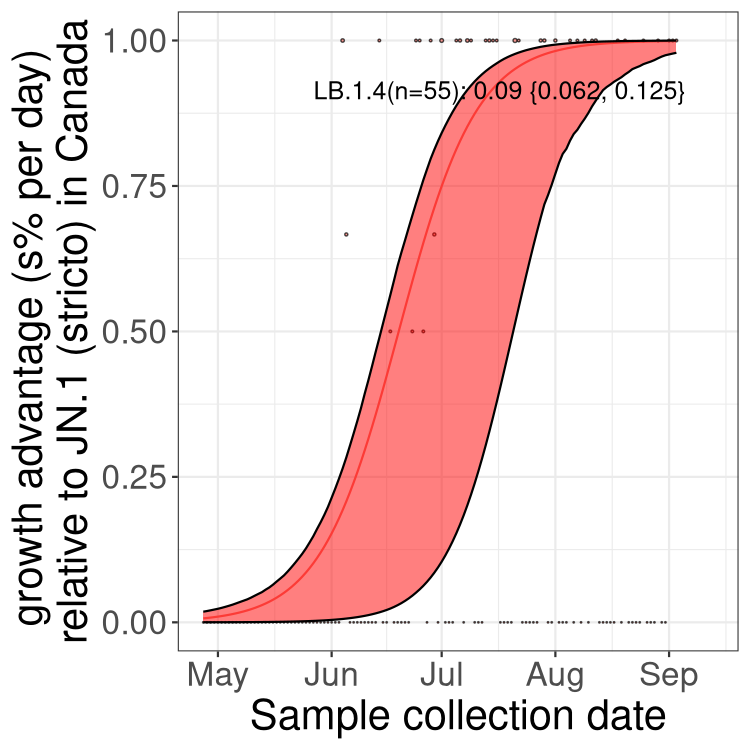 growth advantage (s% per day)
relative to JN.1 (stricto) in Canada
1.00
0.75
0.50
0.25
0.00
LB.1.4(n=55): 0.09 {0.062, 0.125}
May Jun Jul Aug Sep
Sample collection date